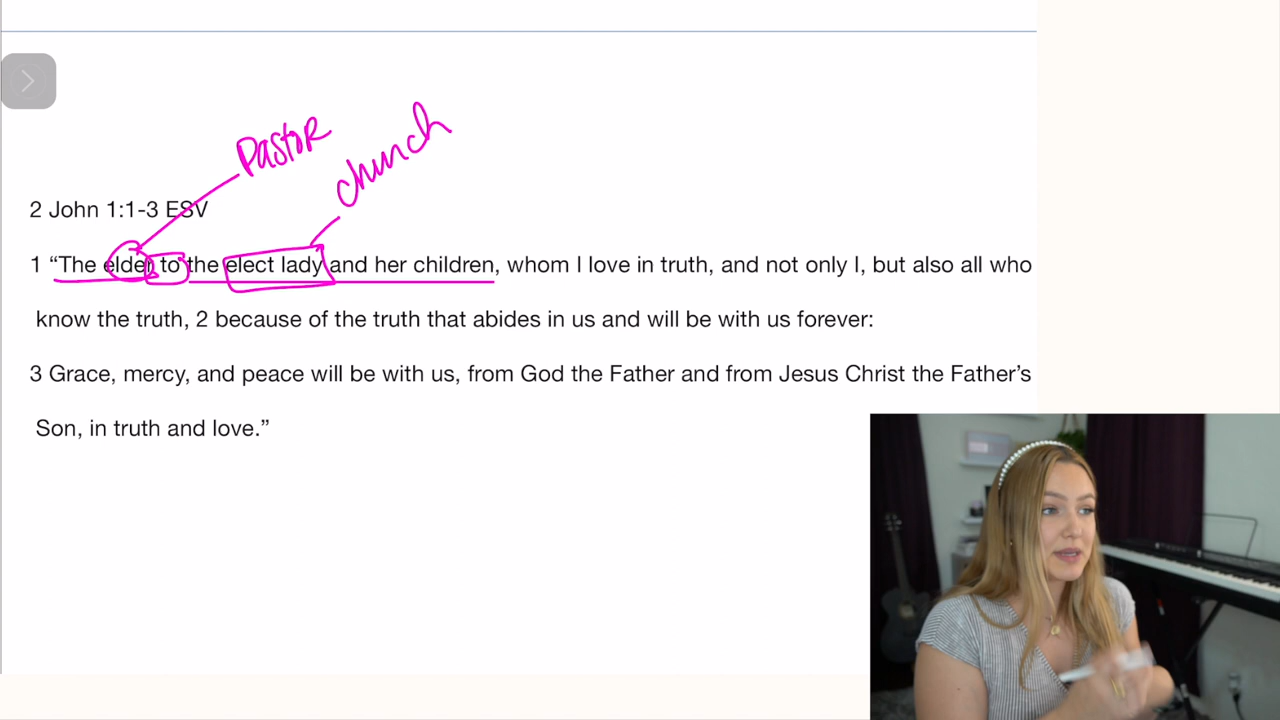 Pastor
church
2 John 1:1-3 ESV
1 “The elder to the elect lady and her children, whom I love in truth, and not only I, but also all who
know the truth, 2 because of the truth that abides in us and will be with us forever:
3 Grace, mercy, and peace will be with us, from God the Father and from Jesus Christ the Father’s
Son, in truth and love.”